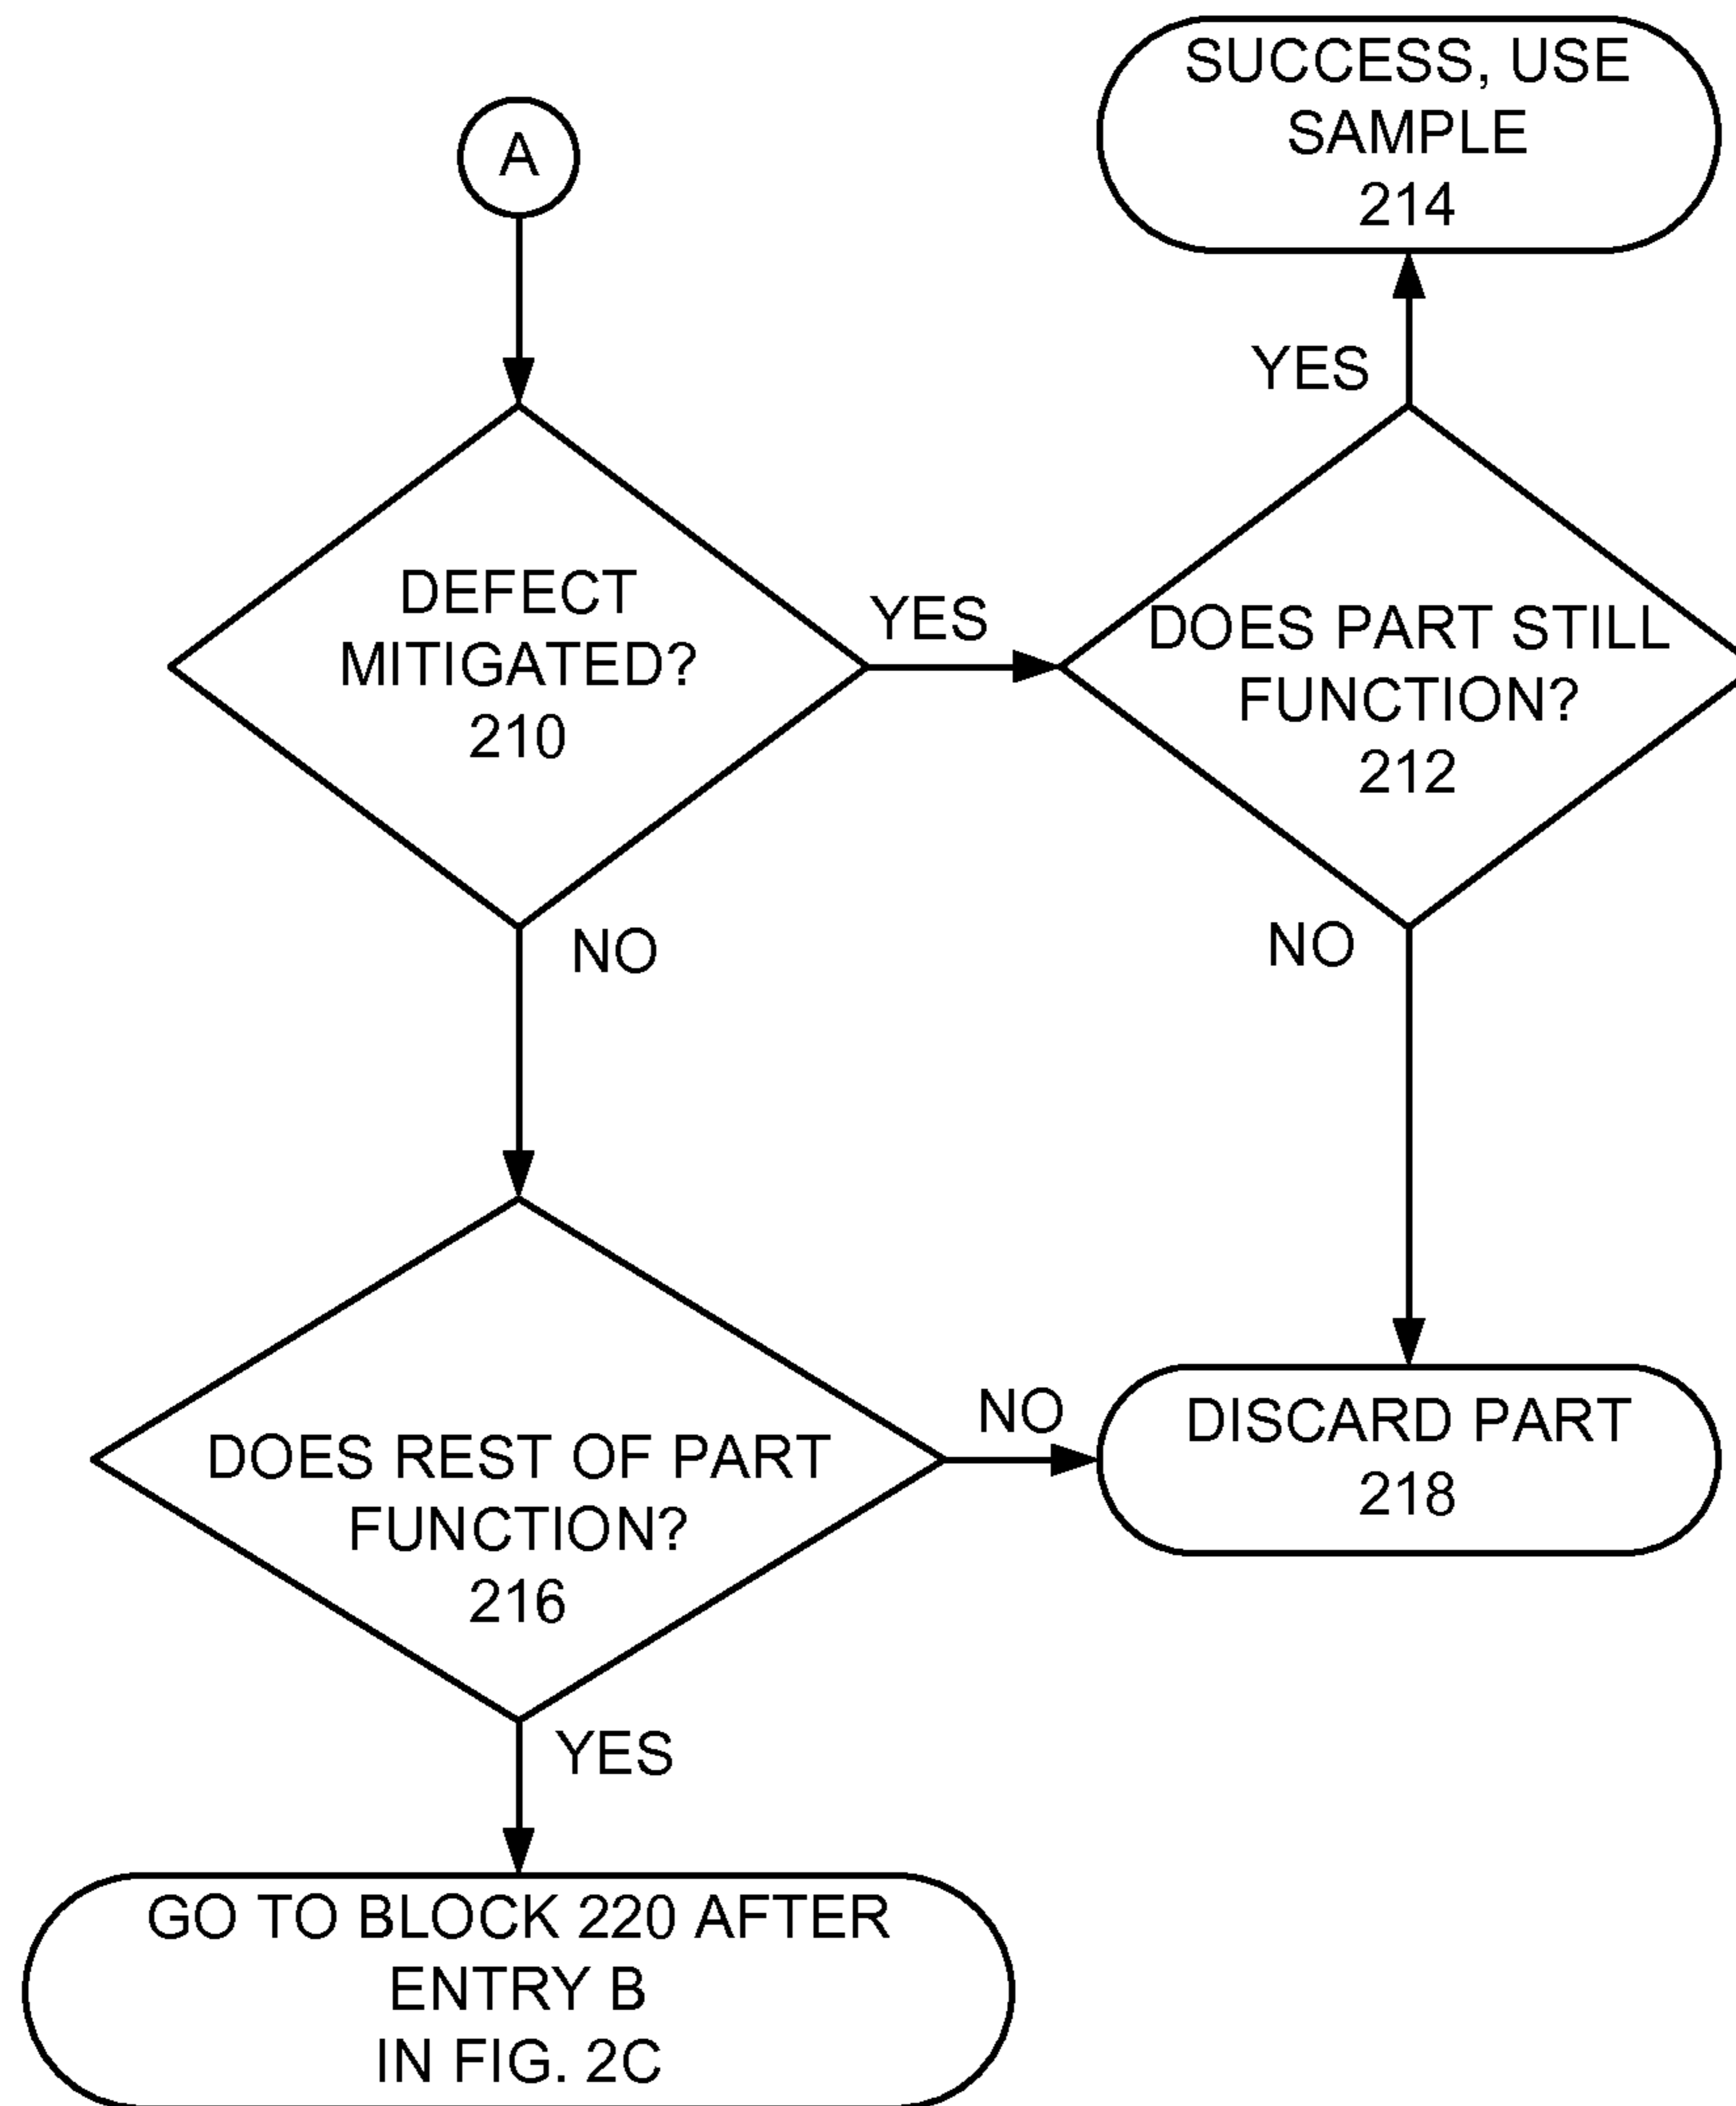 A
DEFECT
MITIGATED?
210
YES
NO
DOES PART STILL
FUNCTION?
212
YES
SUCCESS, USE
SAMPLE
214
NO
DOES REST OF PART
FUNCTION?
216
NO
DISCARD PART
218
YES
GO TO BLOCK 220 AFTER
ENTRY B
IN FIG. 2C